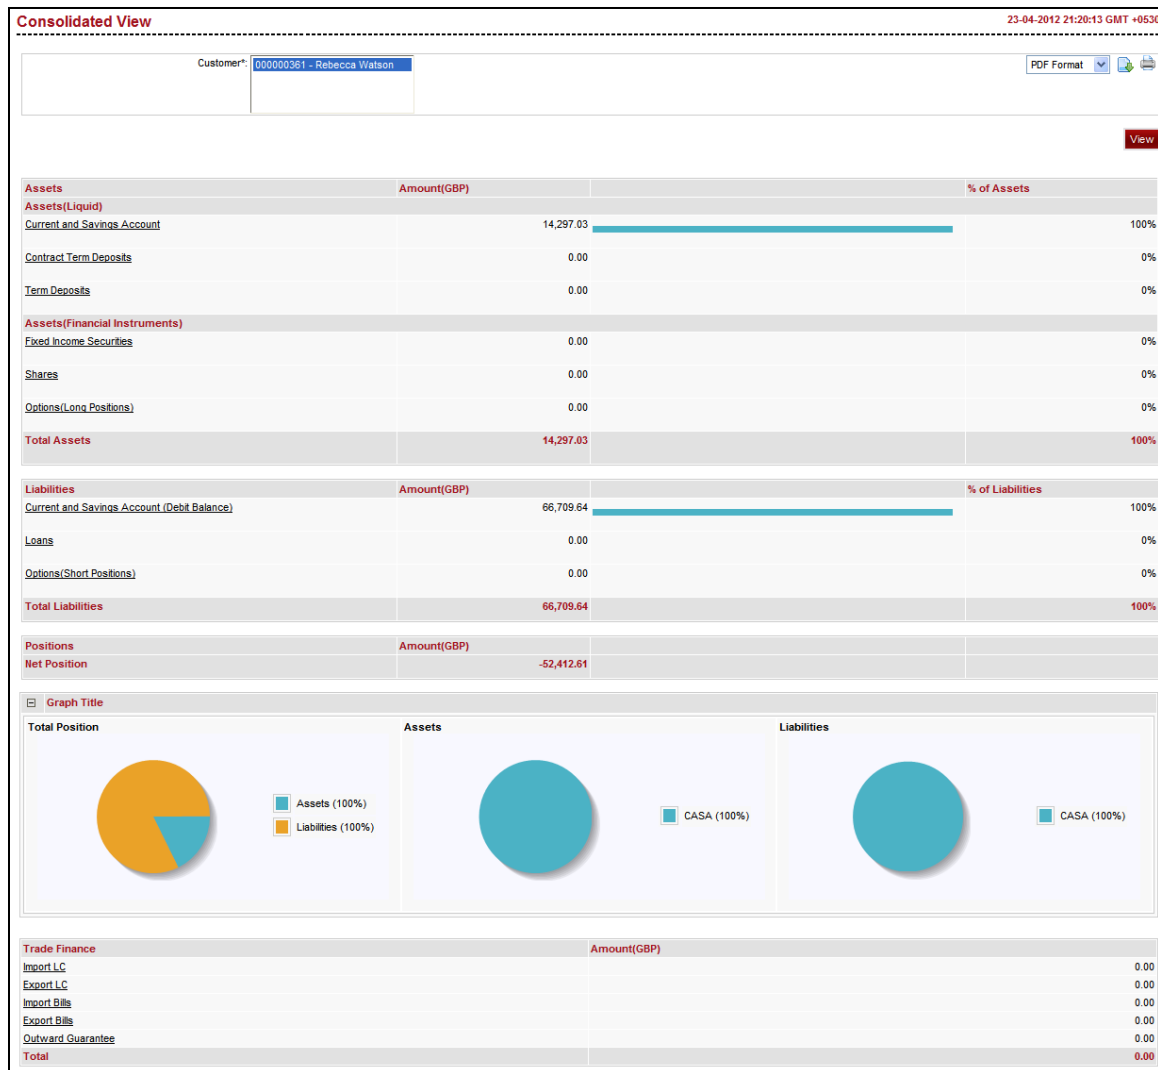 Consolidated View 23-04-2012 21:20:13 GMT +0530
Customer*: 000000361 - Rebecca Watson PDF Format
View
Assets Amount(GBP) % of Assets
Assets(Liquid)
Current and Savings Account 14,297.03 100%
Contract Term Deposits 0.00 0%
Term Deposits 0.00 0%
Assets(Financial Instruments)
Fixed Income Securities 0.00 0%
Shares 0.00 0%
Options(Long Positions) 0.00 0%
Total Assets 14,297.03 100%
Liabilities Amount(GBP) % of Liabilities
Current and Savings Account (Debit Balance) 66,709.64 100%
Loans 0.00 0%
Options(Short Positions) 0.00 0%
Total Liabilities 66,709.64 100%
Positions Amount(GBP)
Net Position -52,412.61
Graph Title
Total Position Assets Liabilities
Assets (100%)
Liabilities (100%)
CASA (100%)
CASA (100%)
Trade Finance Amount(GBP)
Import LC 0.00
Export LC 0.00
Import Bills 0.00
Export Bills 0.00
Outward Guarantee 0.00
Total 0.00